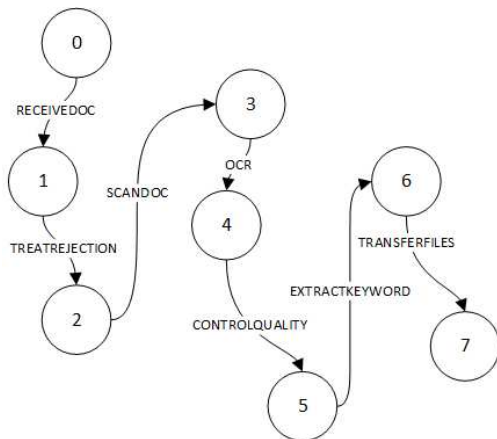 0
RECEIVEDOC
1
TREATREJECTION
2
SCANDOC
3
OCR
4
CONTROLQUALITY
5
EXTRACTKEYWORD
6
TRANSFERFILES
7